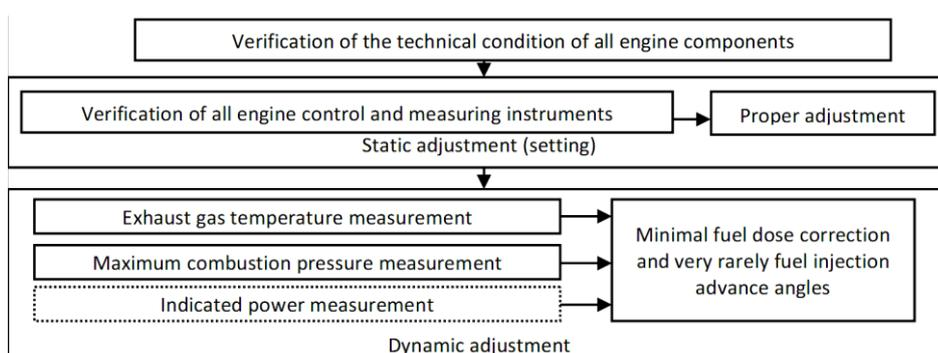 Verification of the technical condition of all engine components
Verification of all engine control and measuring instruments
Proper adjustment
Static adjustment (setting)
Exhaust gas temperature measurement
Maximum combustion pressure measurement
Indicated power measurement
Minimal fuel dose correction
and very rarely fuel injection
advance angles
Dynamic adjustment